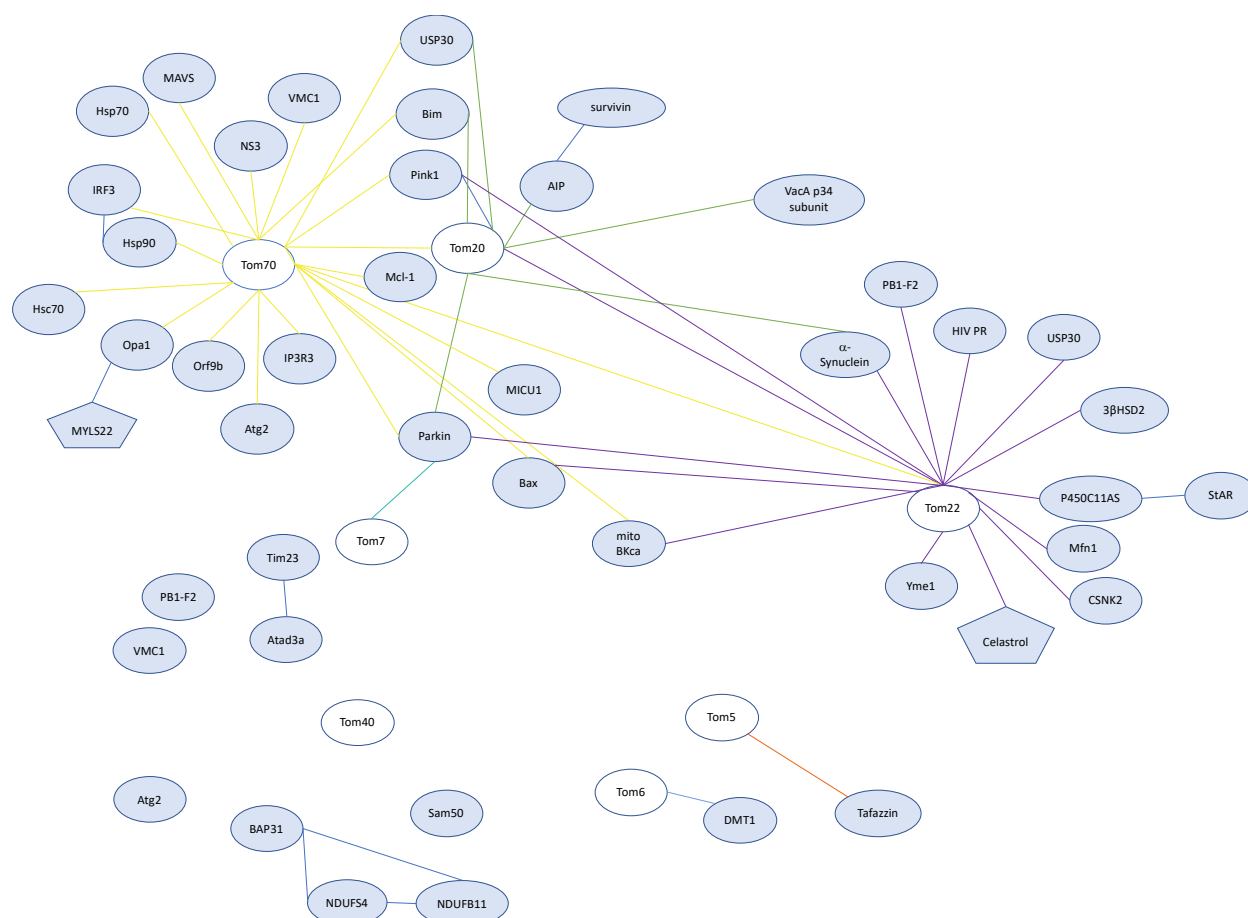 USP30
MAVS
VMC1
Hsp70
survivin
Bim
NS3
Pink1
AIP
IRF3
VacA p34
subunit
Hsp90
Tom20
Tom70
Mcl-1
PB1-F2
Hsc70
HIV PR
USP30
Opa1
IP3R3
α-
Synuclein
Orf9b
MICU1
3βHSD2
MYLS22
Atg2
Parkin
Bax
P450C11AS
StAR
Tom22
Tom7
mito
BKca
Mfn1
Tim23
Yme1
PB1-F2
CSNK2
Atad3a
Celastrol
VMC1
Tom40
Tom5
Atg2
Tom6
Sam50
DMT1
Tafazzin
BAP31
NDUFS4
NDUFB11